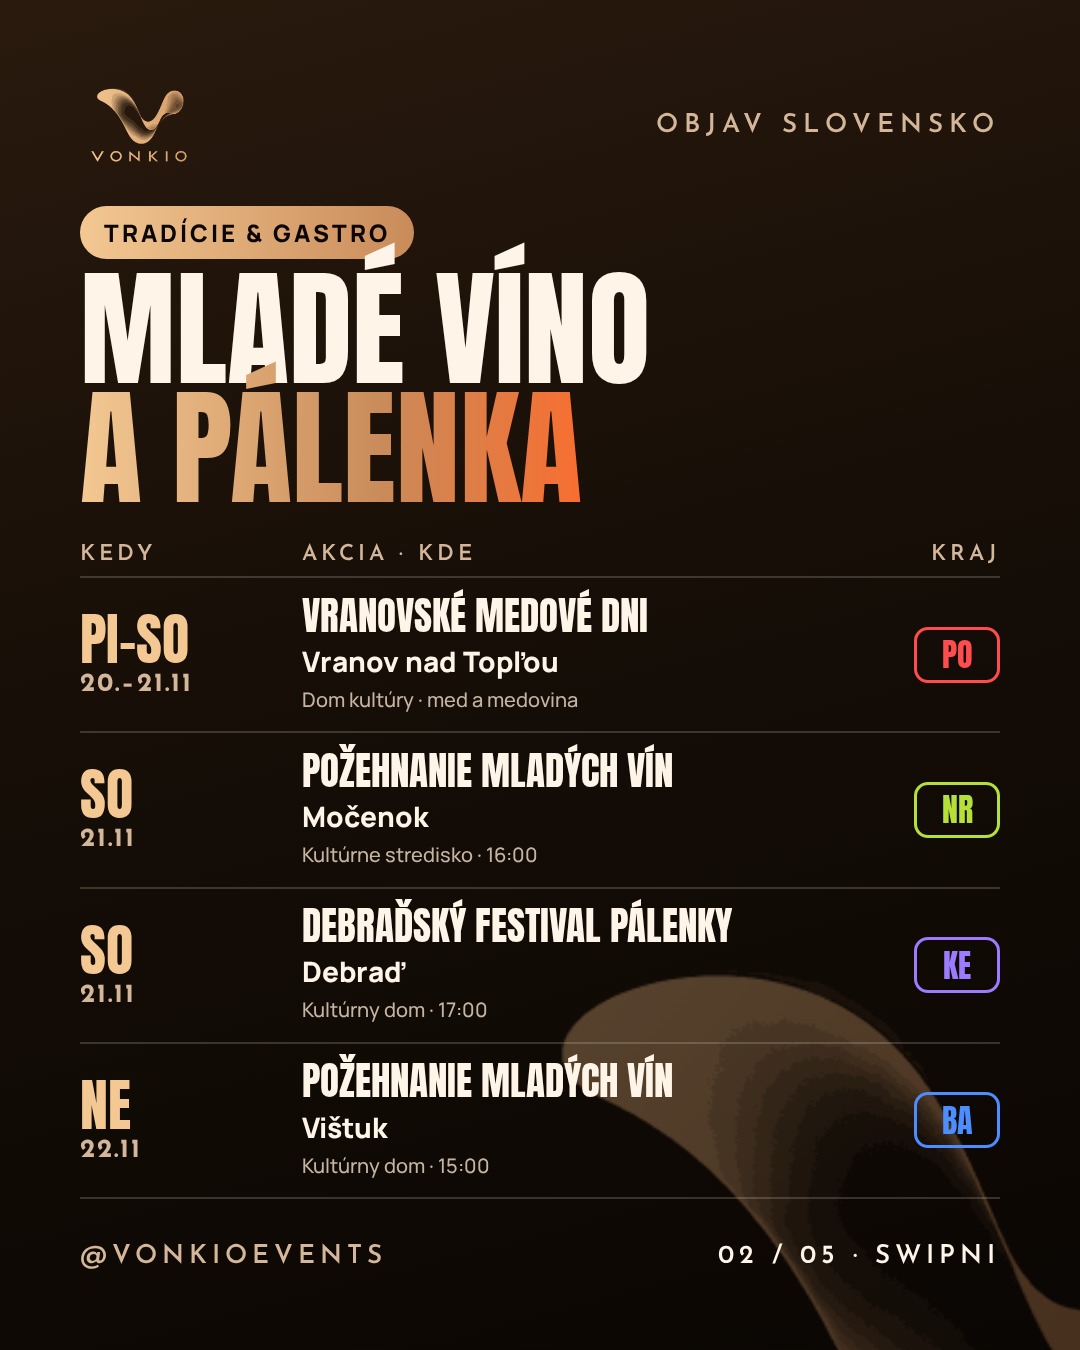 VONKIO
OBJAV SLOVENSKO
TRADÍCIE & GASTRO
MLADÉ VÍNO
A PÁLENKA
KEDY
AKCIA · KDE
KRAJ
PI-SO
20.-21.11
VRANOVSKÉ MEDOVÉ DNI
Vranov nad Topľou
Dom kultúry · med a medovina
PO
SO
21.11
POŽEHNANIE MLADÝCH VÍN
Močenok
Kultúrne stredisko · 16:00
NR
SO
21.11
DEBRAĎSKÝ FESTIVAL PÁLENKY
Debraď
Kultúrny dom · 17:00
KE
NE
22.11
POŽEHNANIE MLADÝCH VÍN
Vištuk
Kultúrny dom · 15:00
BA
@VONKIOEVENTS
02 / 05 · SWIPNI